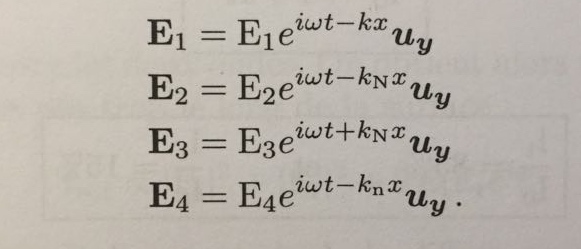 E₁ = E₁e^{iωt−kx} u_y
E₂ = E₂e^{iωt−k_N x} u_y
E₃ = E₃e^{iωt+k_N x} u_y
E₄ = E₄e^{iωt−k_n x} u_y .